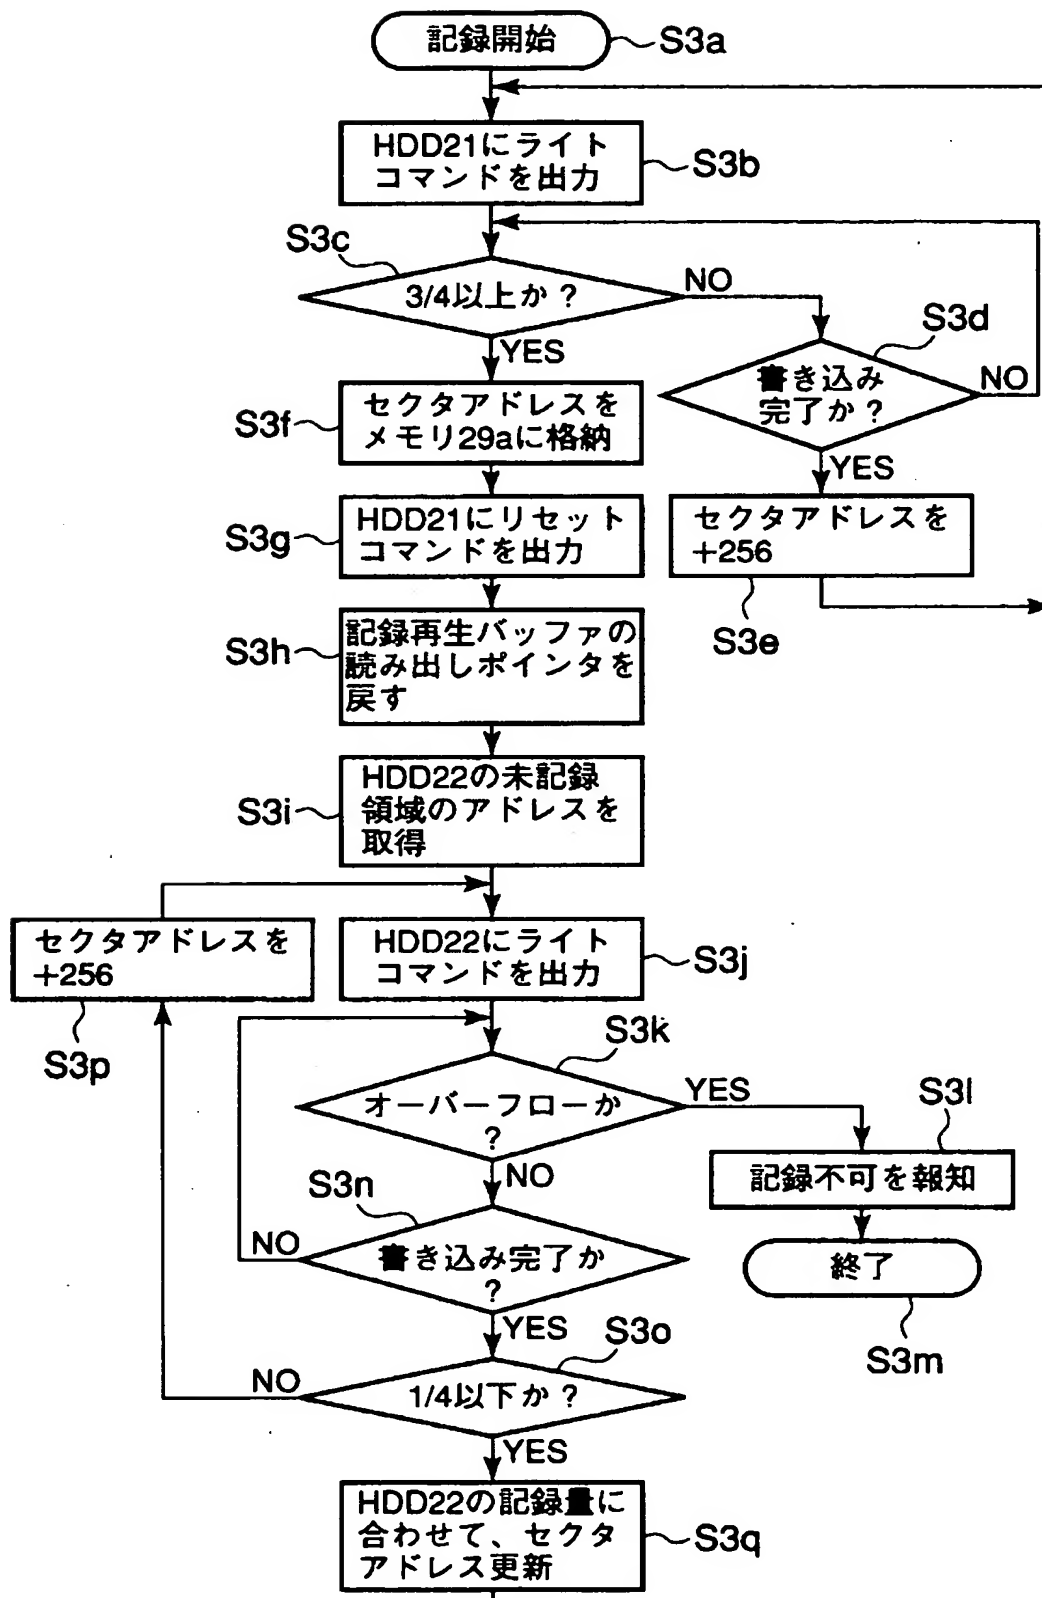 記録開始
S3a
HDD21にライト
コマンドを出力
S3b
S3c
3/4以上か？
NO
YES
S3d
書き込み
完了か？
NO
YES
S3f
セクタアドレスを
メモリ29aに格納
セクタアドレスを
+256
S3e
S3g
HDD21にリセット
コマンドを出力
S3h
記録再生バッファの
読み出しポインタを
戻す
S3i
HDD22の未記録
領域のアドレスを
取得
セクタアドレスを
+256
S3p
HDD22にライト
コマンドを出力
S3j
S3k
オーバーフローか
？
YES
NO
S3l
記録不可を報知
終了
S3m
S3n
書き込み完了か
？
NO
YES
S3o
1/4以下か？
NO
YES
HDD22の記録量に
合わせて、セクタ
アドレス更新
S3q